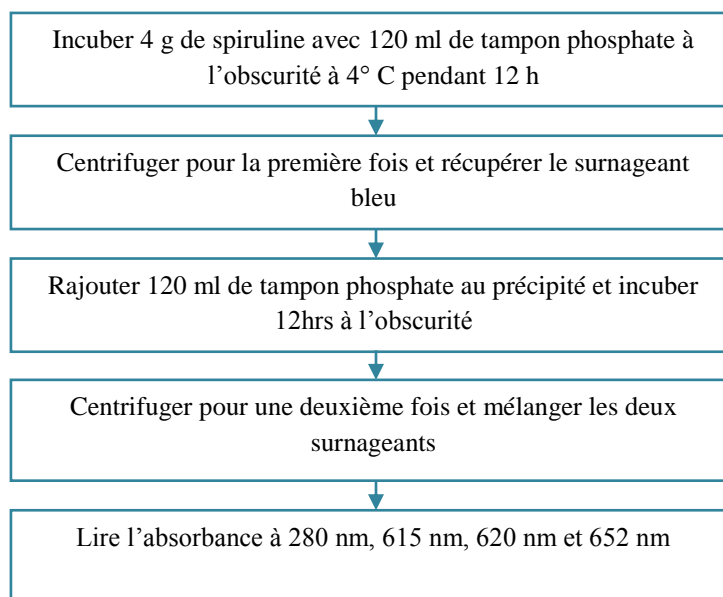 Incuber 4 g de spiruline avec 120 ml de tampon phosphate à
l’obscurité à 4° C pendant 12 h
Centrifuger pour la première fois et récupérer le surnageant
bleu
Rajouter 120 ml de tampon phosphate au précipité et incuber
12hrs à l’obscurité
Centrifuger pour une deuxième fois et mélanger les deux
surnageants
Lire l’absorbance à 280 nm, 615 nm, 620 nm et 652 nm